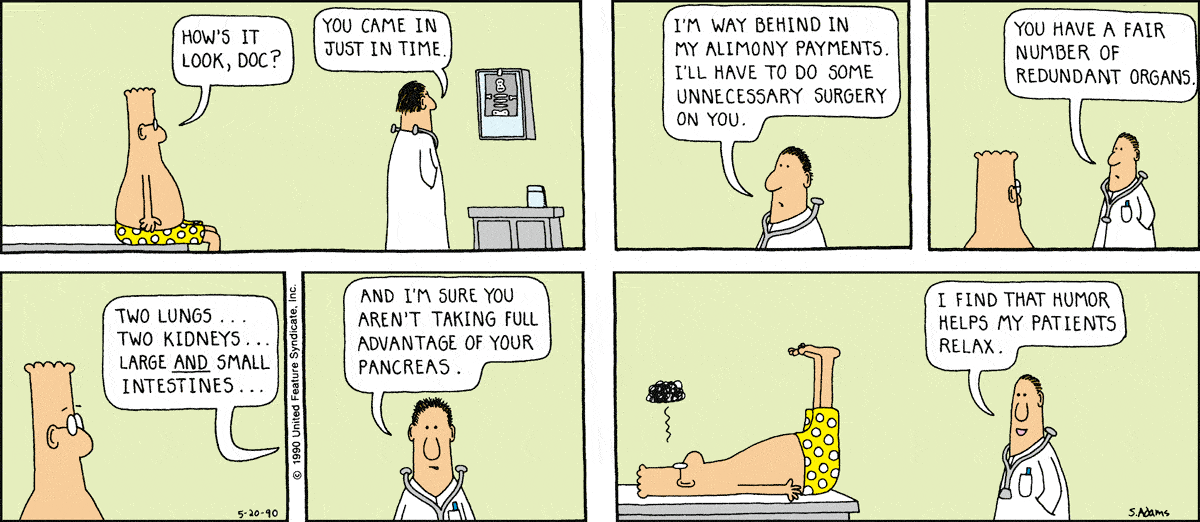 HOW'S IT
LOOK, DOC?
YOU CAME IN
JUST IN TIME.
I'M WAY BEHIND IN
MY ALIMONY PAYMENTS.
I'LL HAVE TO DO SOME
UNNECESSARY SURGERY
ON YOU.
YOU HAVE A FAIR
NUMBER OF
REDUNDANT ORGANS.
TWO LUNGS...
TWO KIDNEYS...
LARGE AND SMALL
INTESTINES...
5-20-90
© 1990 United Feature Syndicate, Inc.
AND I'M SURE YOU
AREN'T TAKING FULL
ADVANTAGE OF YOUR
PANCREAS.
I FIND THAT HUMOR
HELPS MY PATIENTS
RELAX.
S.Adams